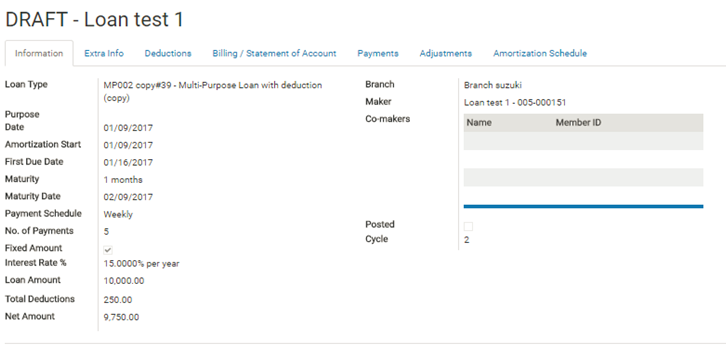 DRAFT - Loan test 1
Information Extra Info Deductions Billing / Statement of Account Payments Adjustments Amortization Schedule
Loan Type MP002 copy#39 - Multi-Purpose Loan with deduction
(copy)
Purpose
Date 01/09/2017
Amortization Start 01/09/2017
First Due Date 01/16/2017
Maturity 1 months
Maturity Date 02/09/2017
Payment Schedule Weekly
No. of Payments 5
Fixed Amount
Interest Rate % 15.0000% per year
Loan Amount 10,000.00
Total Deductions 250.00
Net Amount 9,750.00
Branch Branch suzuki
Maker Loan test 1 - 005-000151
Co-makers Name Member ID
Posted
Cycle 2